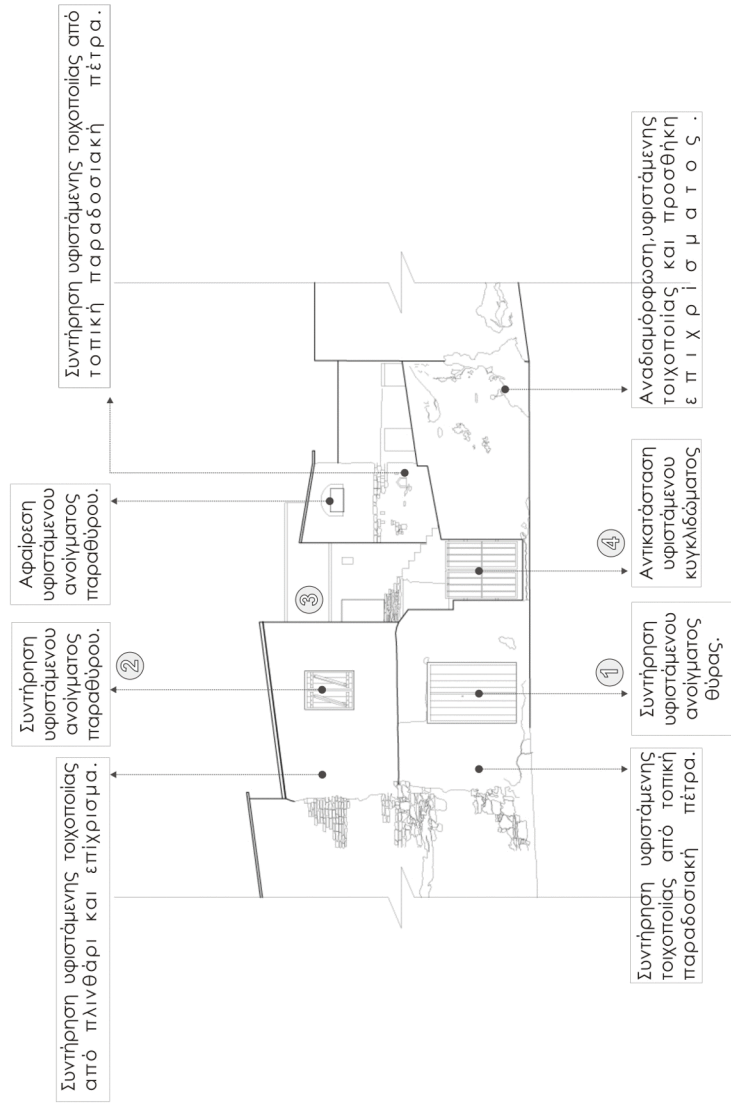 Συντήρηση υφιστάμενης τοιχοποιίας
από πλινθάρι και επίχρισμα.
Συντήρηση
υφιστάμενου
ανοίγματος
παραθύρου.
2
Αφαίρεση
υφιστάμενου
ανοίγματος
παραθύρου.
Συντήρηση υφιστάμενης τοιχοποιίας από
τοπική παραδοσιακή πέτρα.
3
Συντήρηση υφιστάμενης
τοιχοποιίας από τοπική
παραδοσιακή πέτρα.
1
Συντήρηση
υφιστάμενου
ανοίγματος
θύρας.
4
Αντικατάσταση
υφιστάμενου
κυγκλιδώματος
Αναδιαμόρφωση,υφιστάμενης
τοιχοποιίας και προσθήκη
επιχρίσματος.